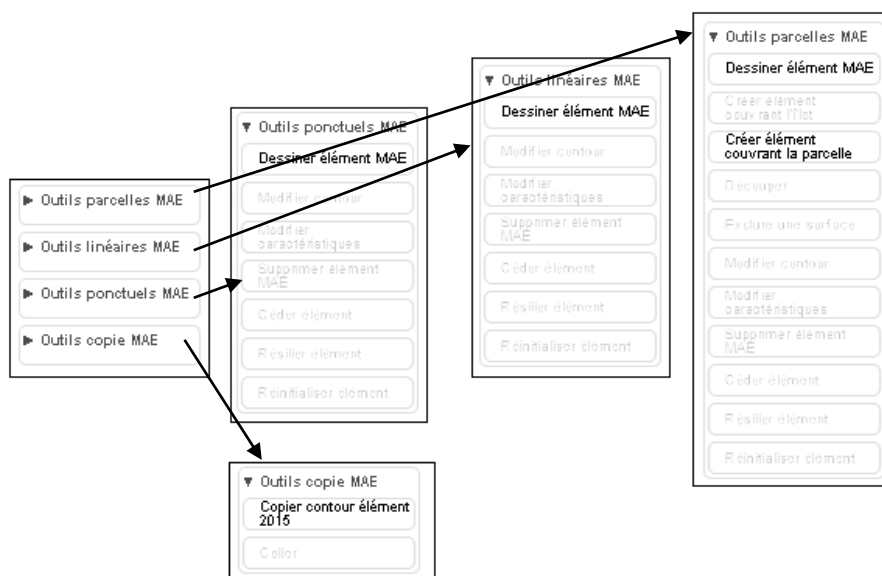 Outils parcelles MAE
Outils linéaires MAE
Outils ponctuels MAE
Outils copie MAE
Outils ponctuels MAE
Dessiner élément MAE
Modifier contour
Modifier
caractéristiques
Supprimer élément
MAE
Céder élément
Résilier élément
Réinitialiser élément
Outils copie MAE
Copier contour élément
2015
Coller
Outils linéaires MAE
Dessiner élément MAE
Modifier contour
Modifier
caractéristiques
Supprimer élément
MAE
Céder élément
Résilier élément
Réinitialiser élément
Outils parcelles MAE
Dessiner élément MAE
Créer élément
couvrant l'îlot
Créer élément
couvrant la parcelle
Découper
Exclure une surface
Modifier contour
Modifier
caractéristiques
Supprimer élément
MAE
Céder élément
Résilier élément
Réinitialiser élément